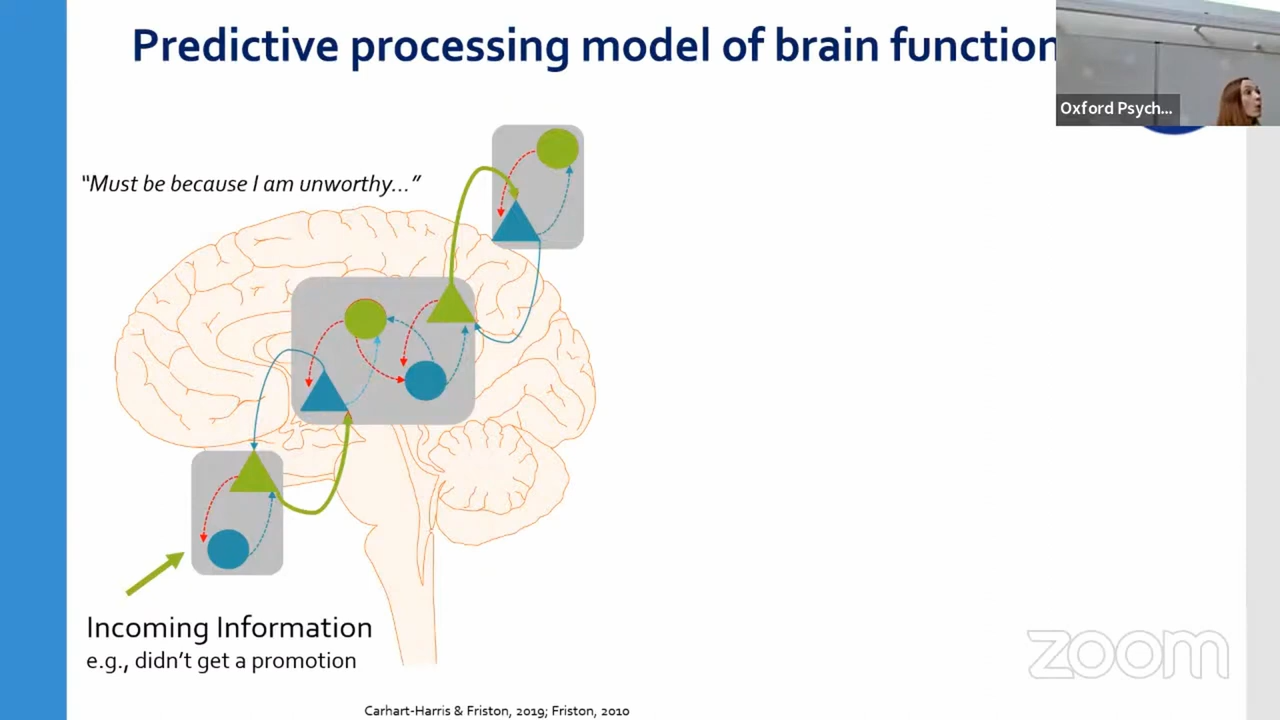 Predictive processing model of brain function
Oxford Psych...
“Must be because I am unworthy...”
Incoming Information
e.g., didn’t get a promotion
zoom
Carhart-Harris & Friston, 2019; Friston, 2010